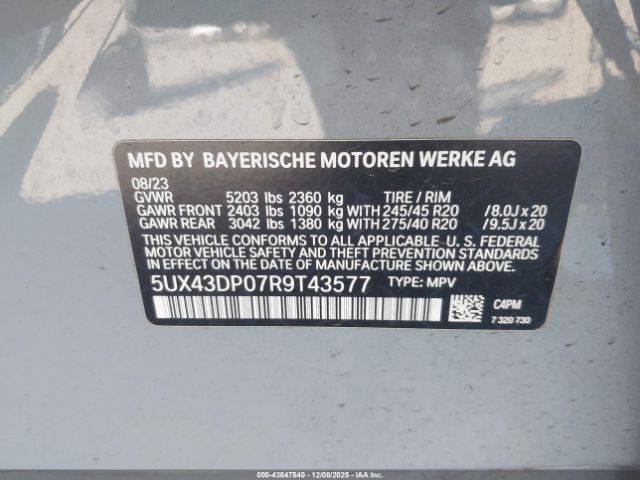 MFD BY BAYERISCHE MOTOREN WERKE AG
08/23
GVWR 5203 lbs 2360 kg TIRE / RIM
GAWR FRONT 2403 lbs 1090 kg WITH 245/45 R20 /8.0J x 20
GAWR REAR 3042 lbs 1380 kg WITH 275/40 R20 /9.5J x 20
THIS VEHICLE CONFORMS TO ALL APPLICABLE U. S. FEDERAL
MOTOR VEHICLE SAFETY, BUMPER, AND THEFT PREVENTION
STANDARDS IN EFFECT ON THE DATE OF MANUFACTURE SHOWN ABOVE.
5UX43DP07R9T43577 TYPE: MPV
C4PM
7 320 730
000-43847540 - 12/08/2025 - IAAI Inc.